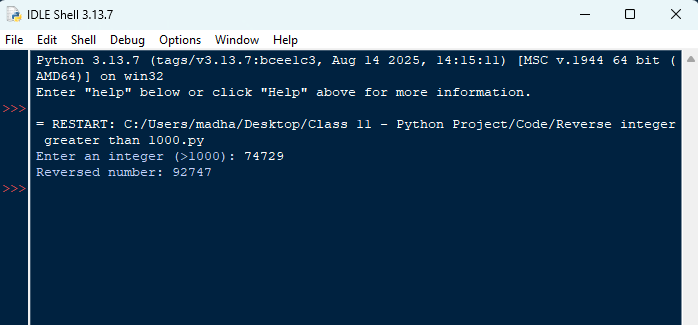 IDLE Shell 3.13.7
File Edit Shell Debug Options Window Help
Python 3.13.7 (tags/v3.13.7:bcee1c3, Aug 14 2025, 14:15:11) [MSC v.1944 64 bit (
AMD64)] on win32
Enter "help" below or click "Help" above for more information.
>>>
= RESTART: C:/Users/madha/Desktop/Class 11 - Python Project/Code/Reverse integer
greater than 1000.py
Enter an integer (>1000): 74729
Reversed number: 92747
>>>